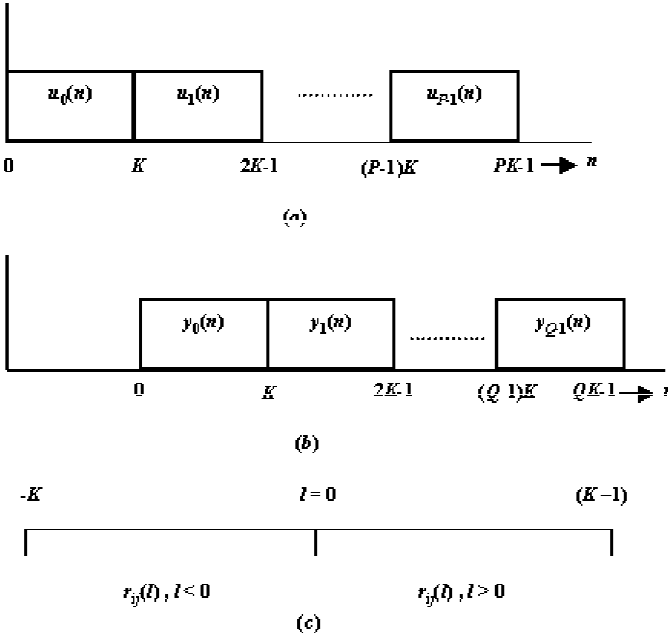 u0(n) u1(n) ............... uP-1(n)
0 K 2K-1 (P-1)K PK-1 n
(a)
y0(n) y1(n) ............... yQ-1(n)
0 K 2K-1 (Q 1)K QK-1
(b)
-K l = 0 (K –1)
rij(l) , l < 0 rij(l) , l > 0
(c)